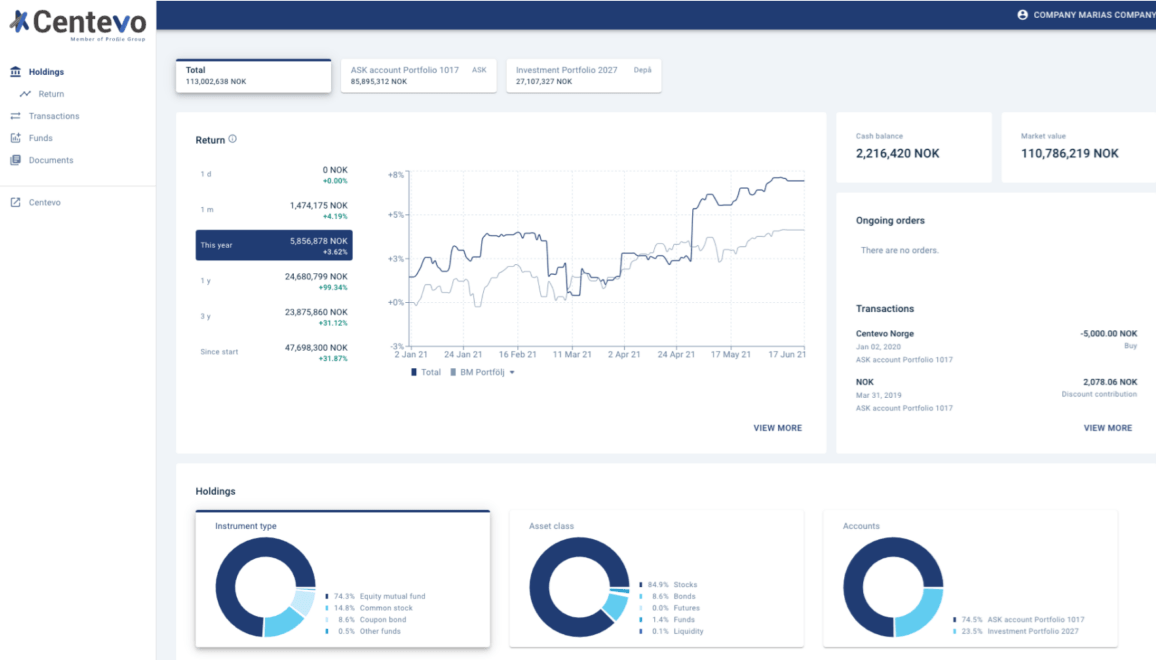 Centevo
Member of Profile Group
COMPANY MARIAS COMPANY
Holdings
Return
Transactions
Funds
Documents
Centevo
Total
113,002,638 NOK
ASK account Portfolio 1017 ASK
85,895,312 NOK
Investment Portfolio 2027 Depå
27,107,327 NOK
Return
1 d 0 NOK
+0.00%
1 m 1,474,175 NOK
+4.19%
This year 5,856,878 NOK
+3.62%
1 y 24,680,799 NOK
+99.34%
3 y 23,875,860 NOK
+31.12%
Since start 47,698,300 NOK
+31.87%
+8%
+5%
+3%
+0%
-3%
2 Jan 21 24 Jan 21 16 Feb 21 11 Mar 21 2 Apr 21 24 Apr 21 17 May 21 17 Jun 21
Total BM Portfölj
VIEW MORE
Cash balance
2,216,420 NOK
Market value
110,786,219 NOK
Ongoing orders
There are no orders.
Transactions
Centevo Norge -5,000.00 NOK
Jan 02, 2020 Buy
ASK account Portfolio 1017
NOK 2,078.06 NOK
Mar 31, 2019 Discount contribution
ASK account Portfolio 1017
VIEW MORE
Holdings
Instrument type
74.3% Equity mutual fund
14.8% Common stock
8.6% Coupon bond
0.5% Other funds
Asset class
84.9% Stocks
8.6% Bonds
0.0% Futures
1.4% Funds
0.1% Liquidity
Accounts
74.5% ASK account Portfolio 1017
23.5% Investment Portfolio 2027